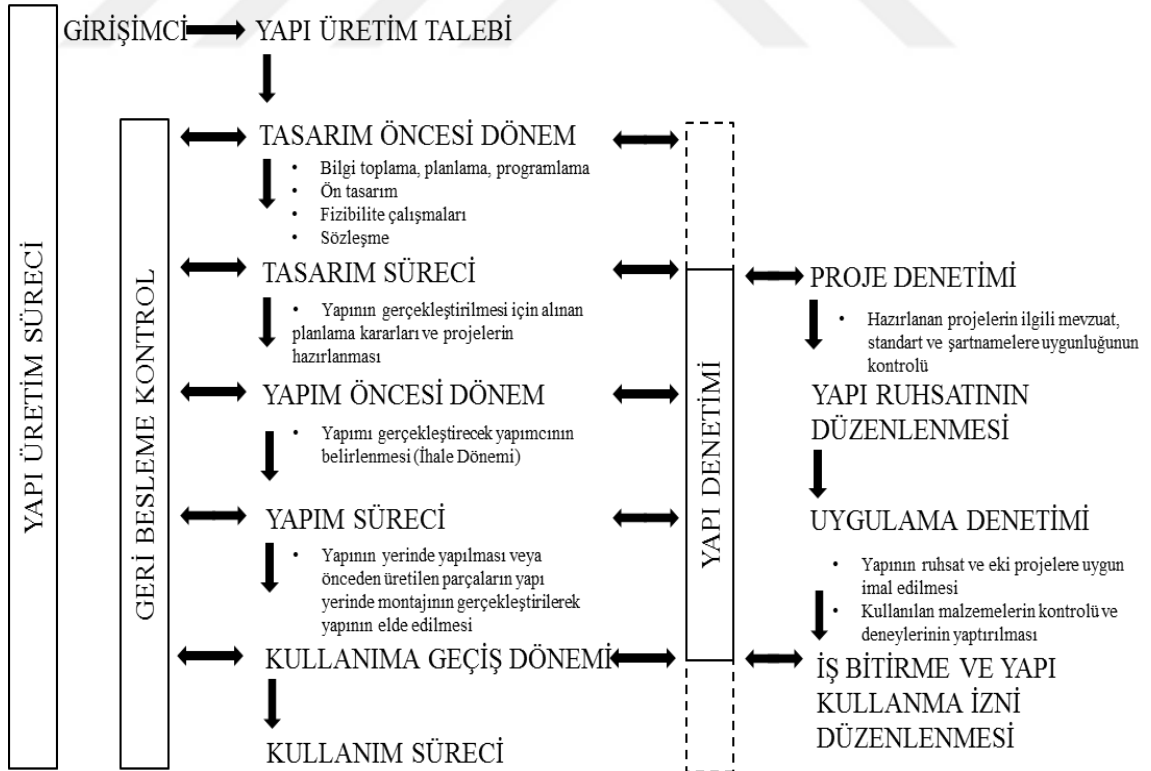 YAPI ÜRETİM SÜRECİ
GERİ BESLEME KONTROL
GİRİŞİMCİ
YAPI ÜRETİM TALEBİ
TASARIM ÖNCESİ DÖNEM
• Bilgi toplama, planlama, programlama
• Ön tasarım
• Fizibilite çalışmaları
• Sözleşme
TASARIM SÜRECİ
• Yapının gerçekleştirilmesi için alınan
planlama kararları ve projelerin
hazırlanması
YAPIM ÖNCESİ DÖNEM
• Yapımı gerçekleştirecek yapımcının
belirlenmesi (İhale Dönemi)
YAPIM SÜRECİ
• Yapının yerinde yapılması veya
önceden üretilen parçaların yapı
yerinde montajının gerçekleştirilerek
yapının elde edilmesi
KULLANIMA GEÇİŞ DÖNEMİ
KULLANIM SÜRECİ
YAPI DENETİMİ
PROJE DENETİMİ
• Hazırlanan projelerin ilgili mevzuat,
standart ve şartnamelere uygunluğunun
kontrolü
YAPI RUHSATININ
DÜZENLENMESİ
UYGULAMA DENETİMİ
• Yapının ruhsat ve eki projelere uygun
imal edilmesi
• Kullanılan malzemelerin kontrolü ve
deneylerinin yaptırılması
İŞ BİTİRME VE YAPI
KULLANMA İZNİ
DÜZENLENMESİ